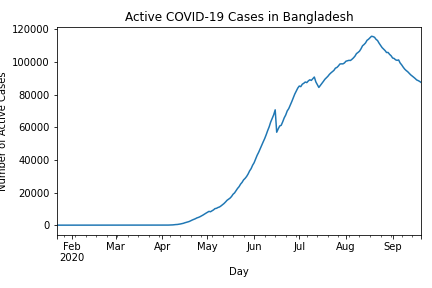 Active COVID-19 Cases in Bangladesh
Number of Active Cases
120000
100000
80000
60000
40000
20000
0
Feb
2020
Mar
Apr
May
Jun
Jul
Aug
Sep
Day